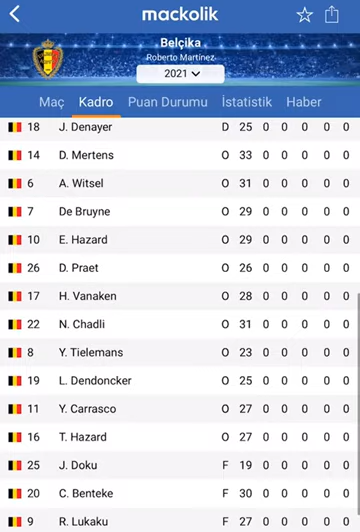 mackolik
Belçika
Roberto Martinez
2021
Maç Kadro Puan Durumu İstatistik Haber
18 J. Denayer D 25 0 0 0 0 0
14 D. Mertens O 33 0 0 0 0 0
6 A. Witsel O 31 0 0 0 0 0
7 De Bruyne O 29 0 0 0 0 0
10 E. Hazard O 29 0 0 0 0 0
26 D. Praet O 26 0 0 0 0 0
17 H. Vanaken O 28 0 0 0 0 0
22 N. Chadli O 31 0 0 0 0 0
8 Y. Tielemans O 23 0 0 0 0 0
19 L. Dendoncker O 25 0 0 0 0 0
11 Y. Carrasco O 27 0 0 0 0 0
16 T. Hazard O 27 0 0 0 0 0
25 J. Doku F 19 0 0 0 0 0
20 C. Benteke F 30 0 0 0 0 0
9 R. Lukaku F 27 0 0 0 0 0